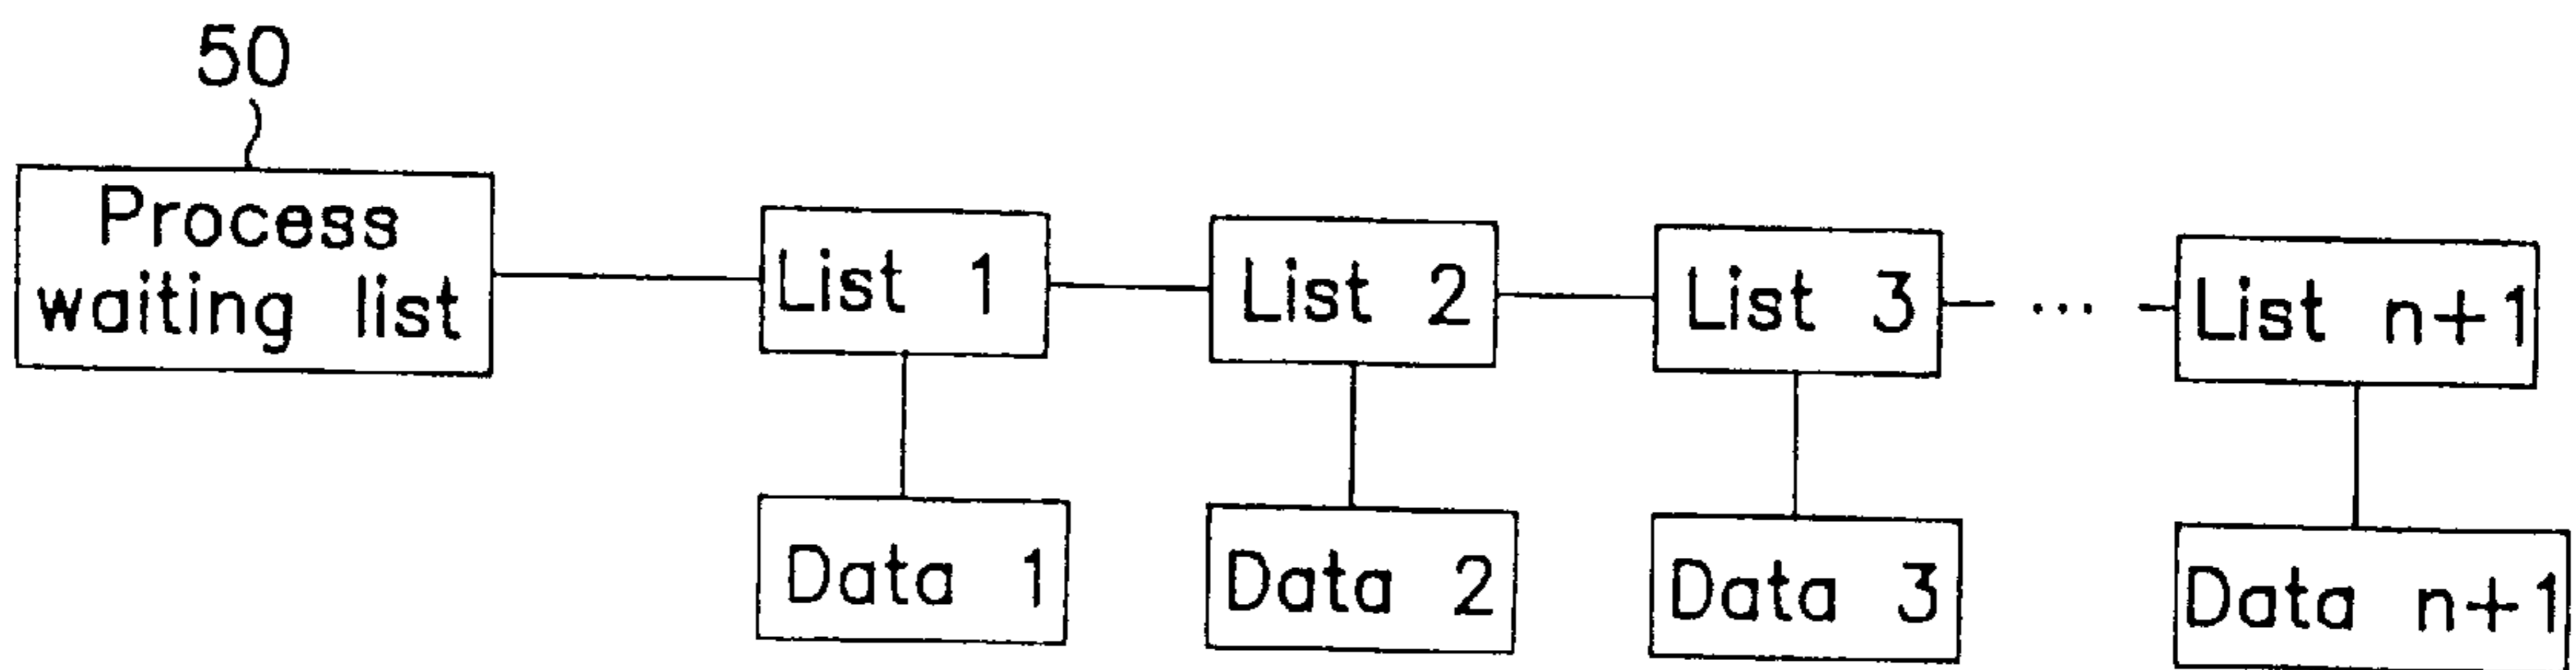 50
Process
waiting list
List 1
List 2
List 3
...
List n+1
Data 1
Data 2
Data 3
Data n+1